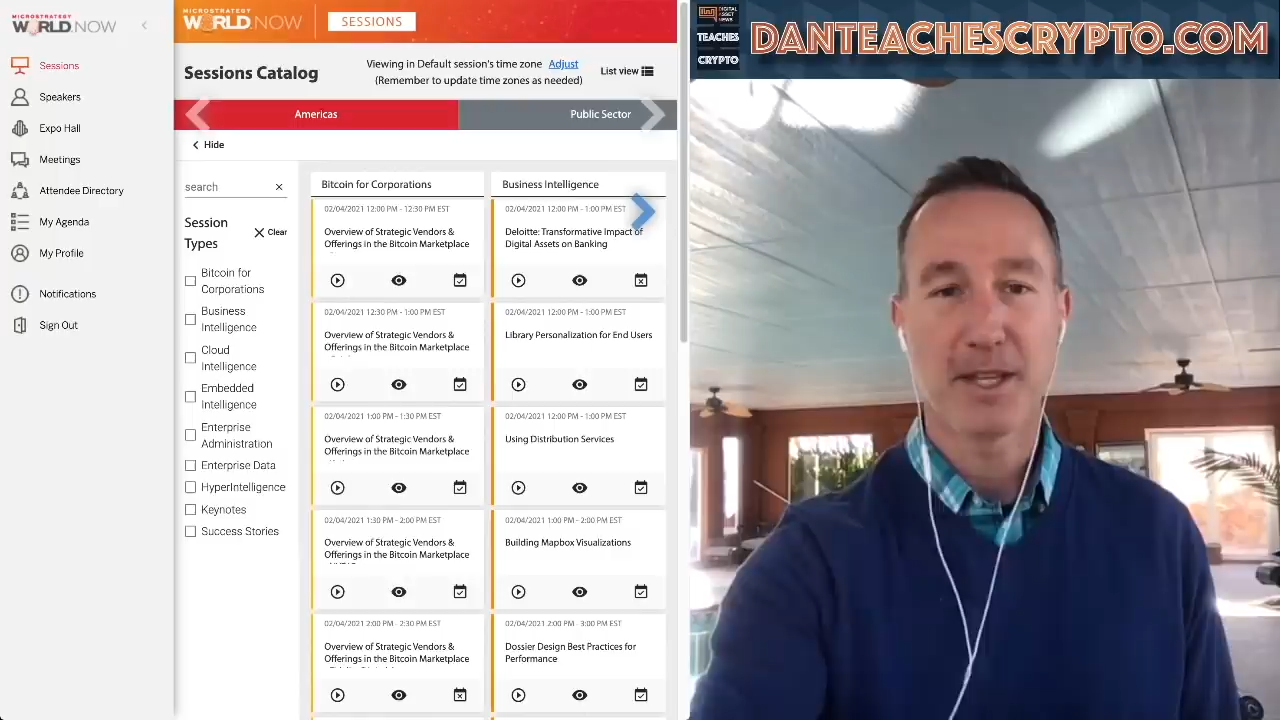 MICROSTRATEGY
WORLD.NOW
Sessions
Speakers
Expo Hall
Meetings
Attendee Directory
My Agenda
My Profile
Notifications
Sign Out
MICROSTRATEGY
WORLD.NOW
SESSIONS
Sessions Catalog
Viewing in Default session's time zone Adjust
(Remember to update time zones as needed)
List view
Americas
Public Sector
Hide
search
Session
Types
Clear
Bitcoin for
Corporations
Business
Intelligence
Cloud
Intelligence
Embedded
Intelligence
Enterprise
Administration
Enterprise Data
HyperIntelligence
Keynotes
Success Stories
Bitcoin for Corporations
02/04/2021 12:00 PM - 12:30 PM EST
Overview of Strategic Vendors &
Offerings in the Bitcoin Marketplace
02/04/2021 12:30 PM - 1:00 PM EST
Overview of Strategic Vendors &
Offerings in the Bitcoin Marketplace
02/04/2021 1:00 PM - 1:30 PM EST
Overview of Strategic Vendors &
Offerings in the Bitcoin Marketplace
02/04/2021 1:30 PM - 2:00 PM EST
Overview of Strategic Vendors &
Offerings in the Bitcoin Marketplace
02/04/2021 2:00 PM - 2:30 PM EST
Overview of Strategic Vendors &
Offerings in the Bitcoin Marketplace
Business Intelligence
02/04/2021 12:00 PM - 1:00 PM EST
Deloitte: Transformative Impact of
Digital Assets on Banking
02/04/2021 12:00 PM - 1:00 PM EST
Library Personalization for End Users
02/04/2021 12:00 PM - 1:00 PM EST
Using Distribution Services
02/04/2021 1:00 PM - 2:00 PM EST
Building Mapbox Visualizations
02/04/2021 2:00 PM - 3:00 PM EST
Dossier Design Best Practices for
Performance
DIGITAL
ASSET
NEWS
TEACHES
CRYPTO
DANTEACHESCRYPTO.COM